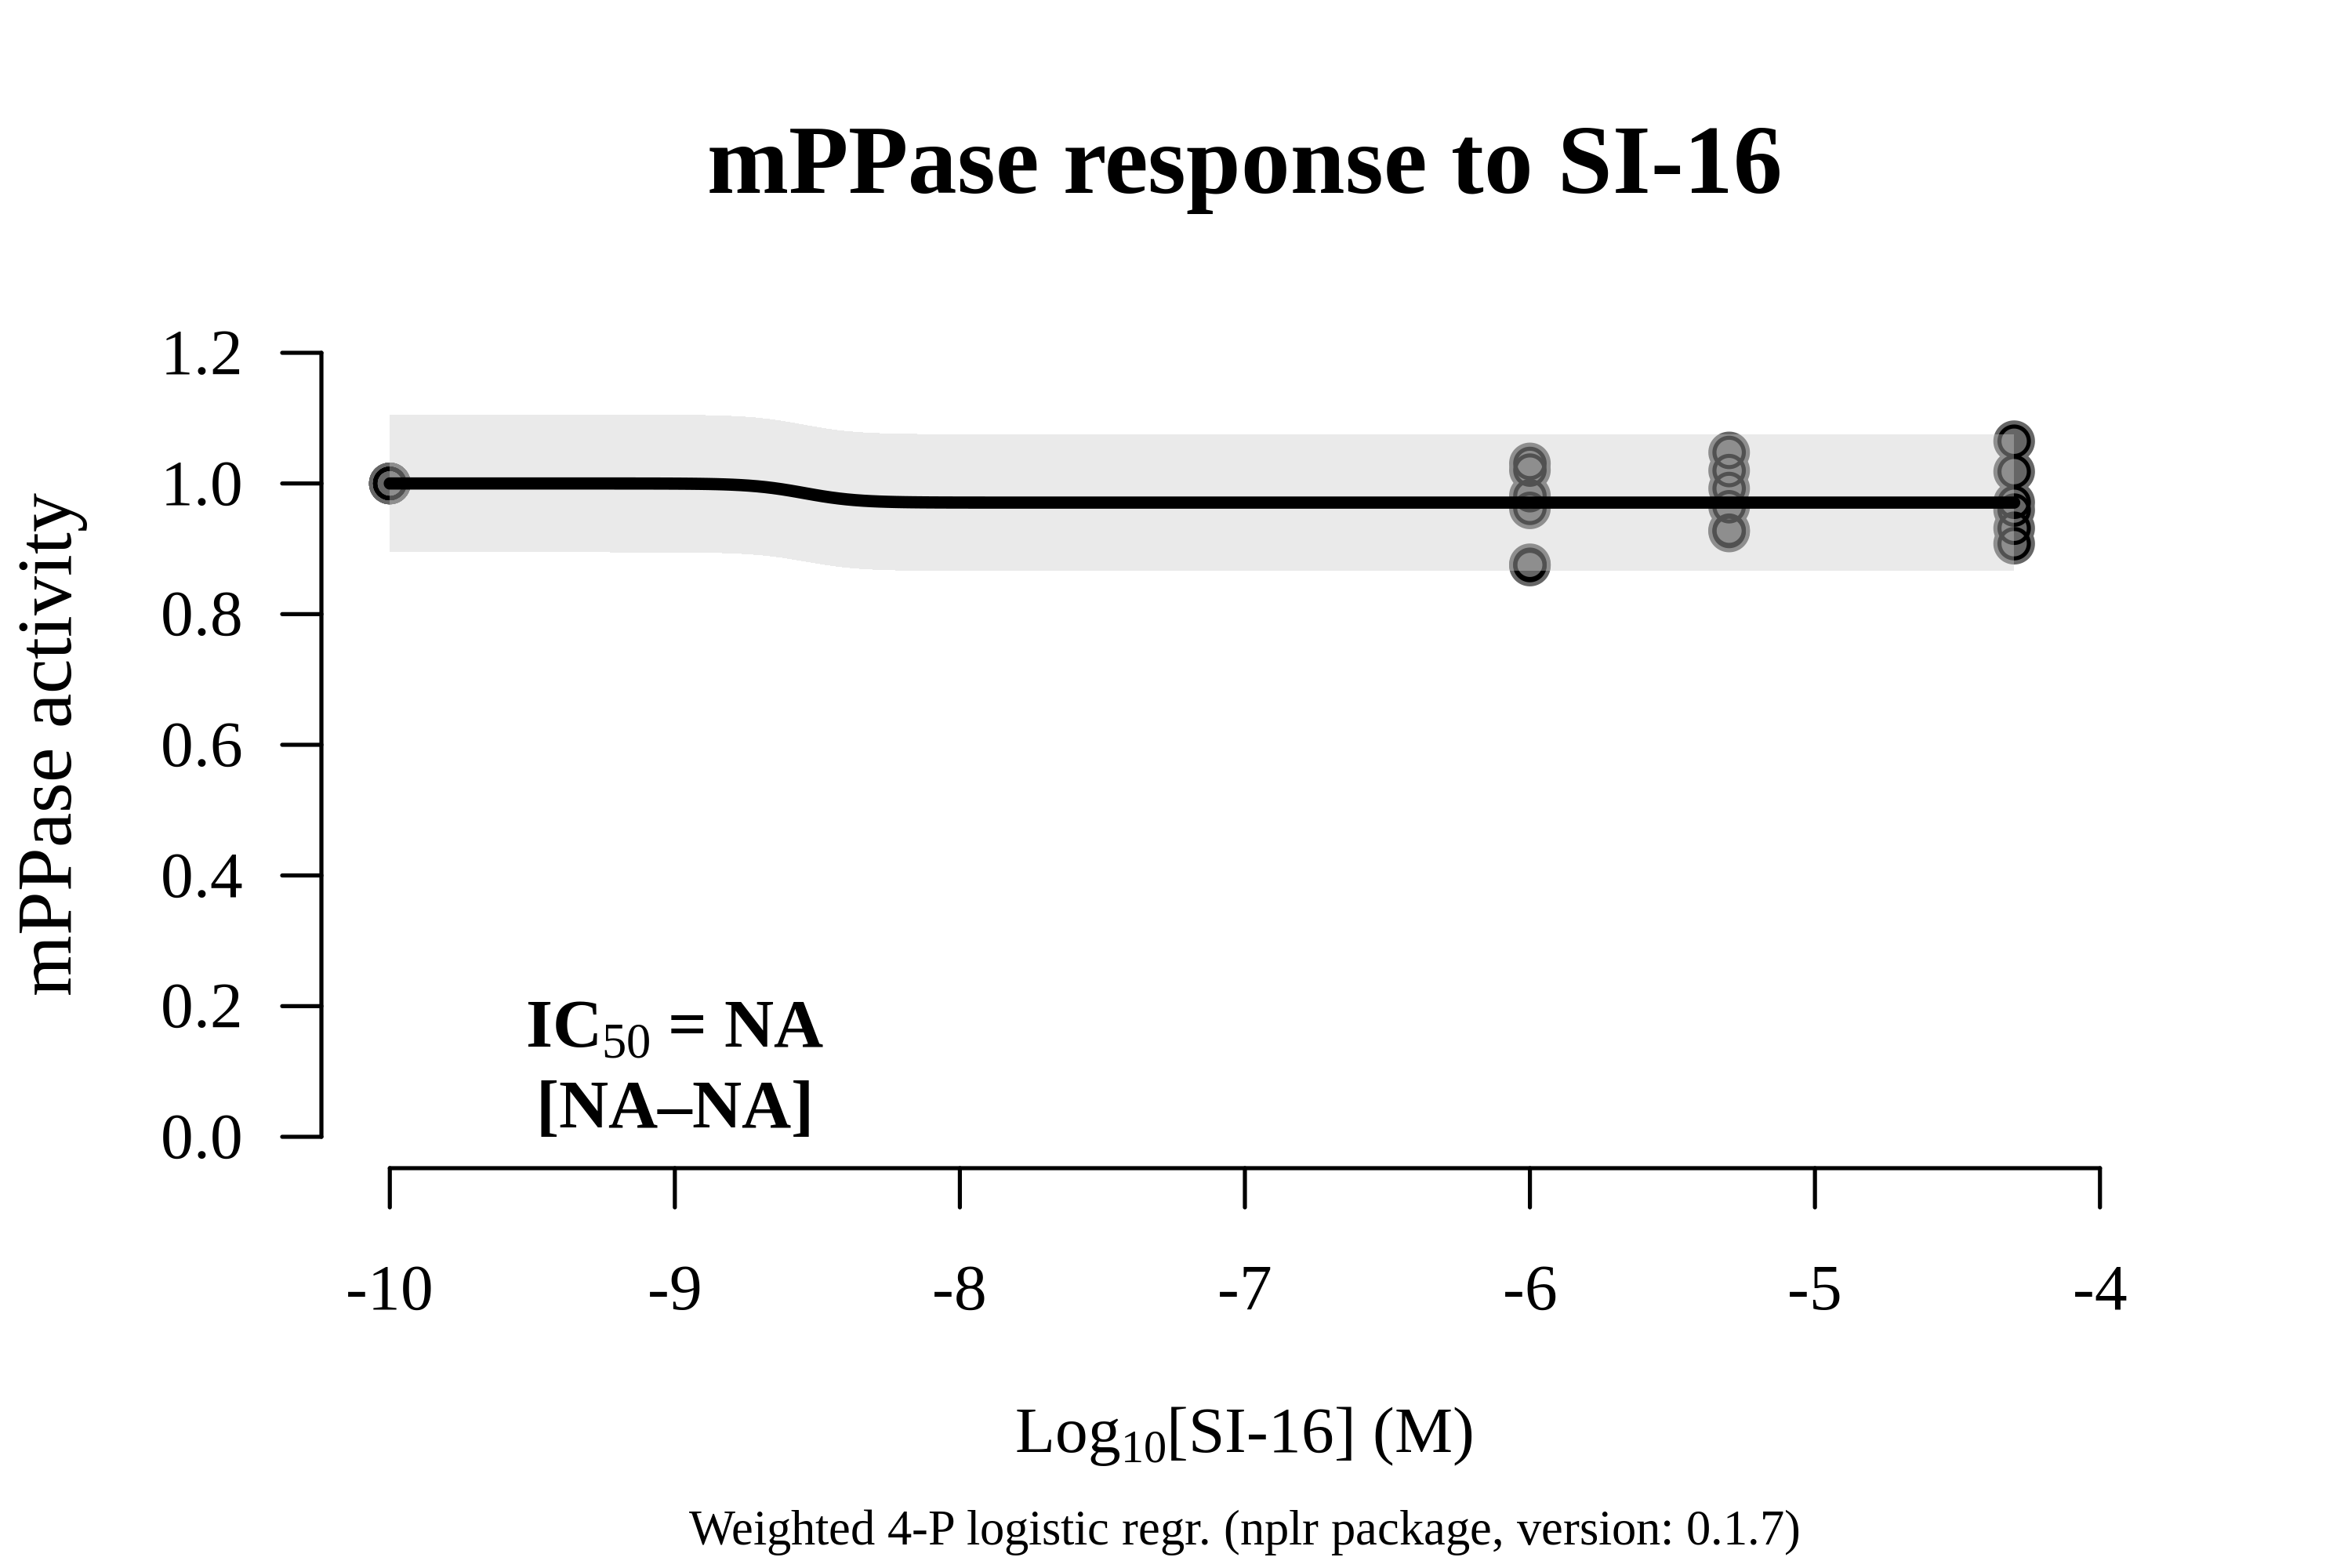 mPPase response to SI-16
mPPase activity
1.2
1.0
0.8
0.6
0.4
0.2
0.0
IC50 = NA
[NA–NA]
-10 -9 -8 -7 -6 -5 -4
Log10[SI-16] (M)
Weighted 4-P logistic regr. (nplr package, version: 0.1.7)